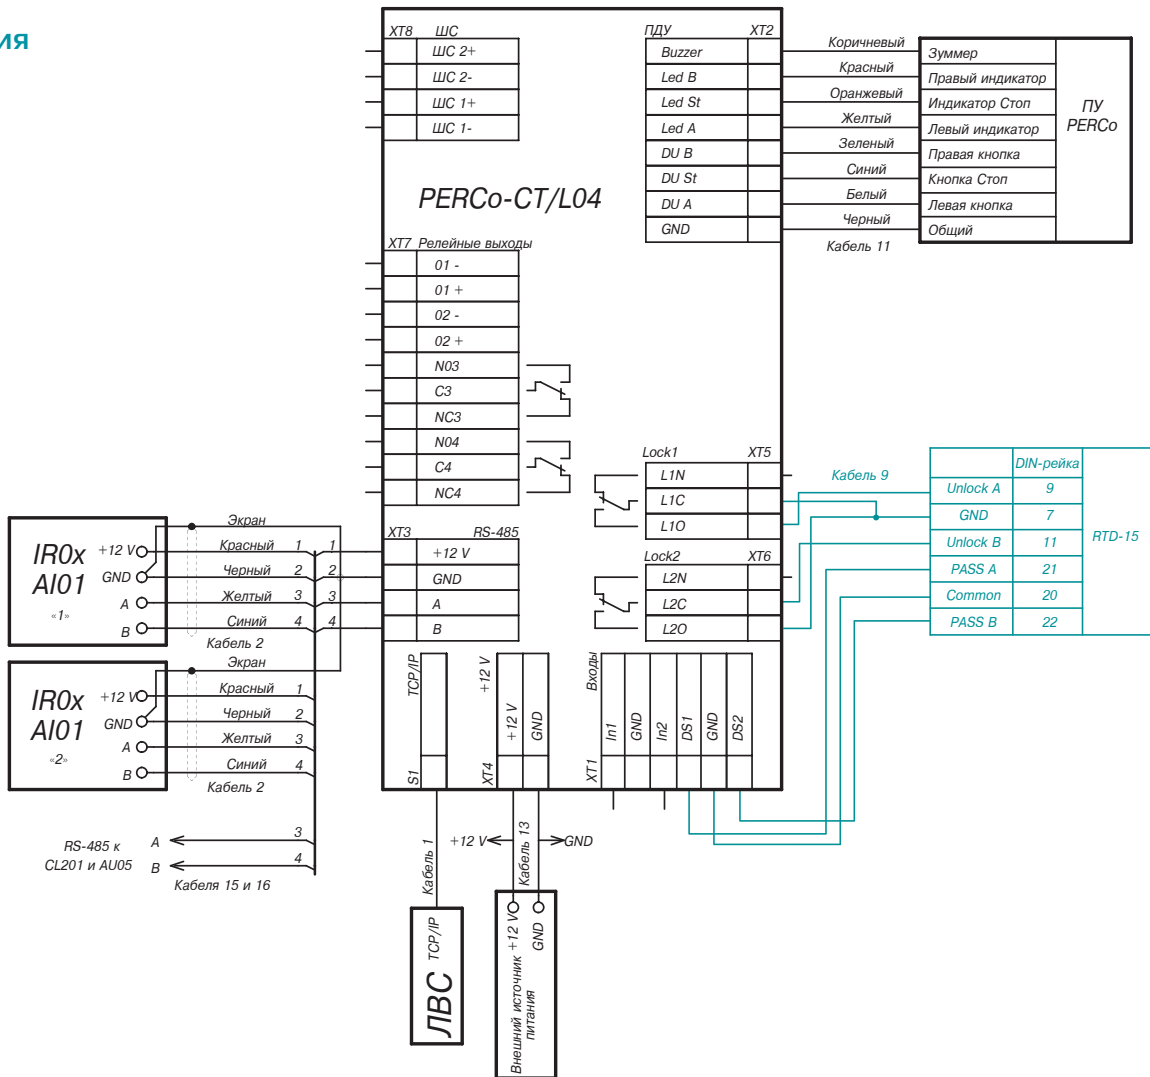 ия
XT8 ШС
ШС 2+
ШС 2-
ШС 1+
ШС 1-
ПДУ XT2
Buzzer
Led B
Led St
Led A
DU B
DU St
DU A
GND
Коричневый
Красный
Оранжевый
Желтый
Зеленый
Синий
Белый
Черный
Кабель 11
Зуммер
Правый индикатор
Индикатор Стоп
Левый индикатор
Правая кнопка
Кнопка Стоп
Левая кнопка
Общий
ПУ
PERCo
PERCo-CT/L04
XT7 Релейные выходы
01 -
01 +
02 -
02 +
N03
C3
NC3
N04
C4
NC4
Lock1 XT5
L1N
L1C
L1O
Lock2 XT6
L2N
L2C
L2O
Кабель 9
DIN-рейка
Unlock A 9
GND 7
Unlock B 11
PASS A 21
Common 20
PASS B 22
RTD-15
XT3 RS-485
+12 V
GND
A
B
IR0x
AI01
«1»
+12 V
GND
A
B
Экран
Красный 1 1
Черный 2 2
Желтый 3 3
Синий 4 4
Кабель 2
IR0x
AI01
«2»
+12 V
GND
A
B
Экран
Красный 1
Черный 2
Желтый 3
Синий 4
Кабель 2
RS-485 к
CL201 и AU05
A 3
B 4
Кабеля 15 и 16
TCP/IP
S1
+12 V
+12 V
GND
XT4
Входы
In1
GND
In2
DS1
GND
DS2
XT1
Кабель 1
+12 V
Кабель 13
GND
ЛВС TCP/IP
Внешний источник
питания
+12 V
GND